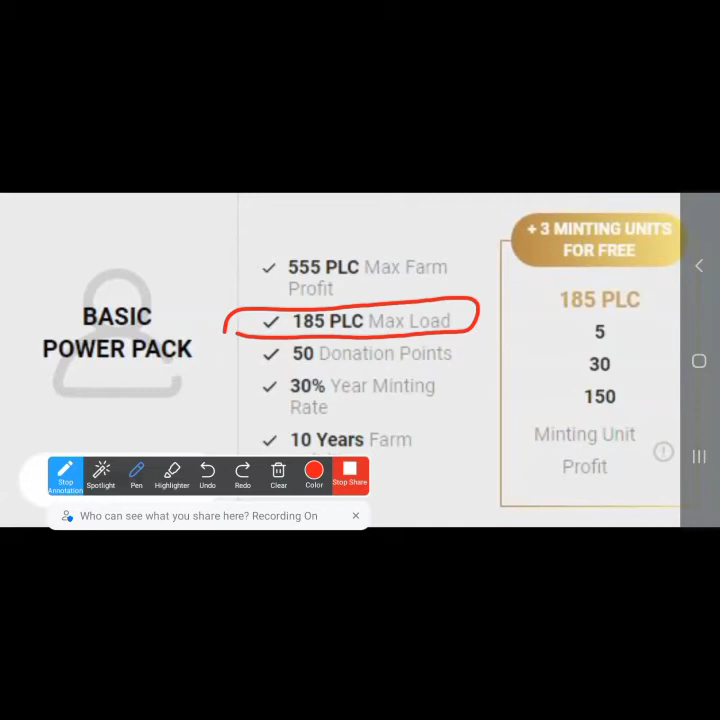 + 3 MINTING UNITS
FOR FREE
BASIC
POWER PACK
555 PLC Max Farm
Profit
185 PLC Max Load
50 Donation Points
30% Year Minting
Rate
10 Years Farm
185 PLC
5
30
150
Minting Unit
Profit
Stop
Annotation
Spotlight
Pen
Highlighter
Undo
Redo
Clear
Color
Stop Share
Who can see what you share here? Recording On